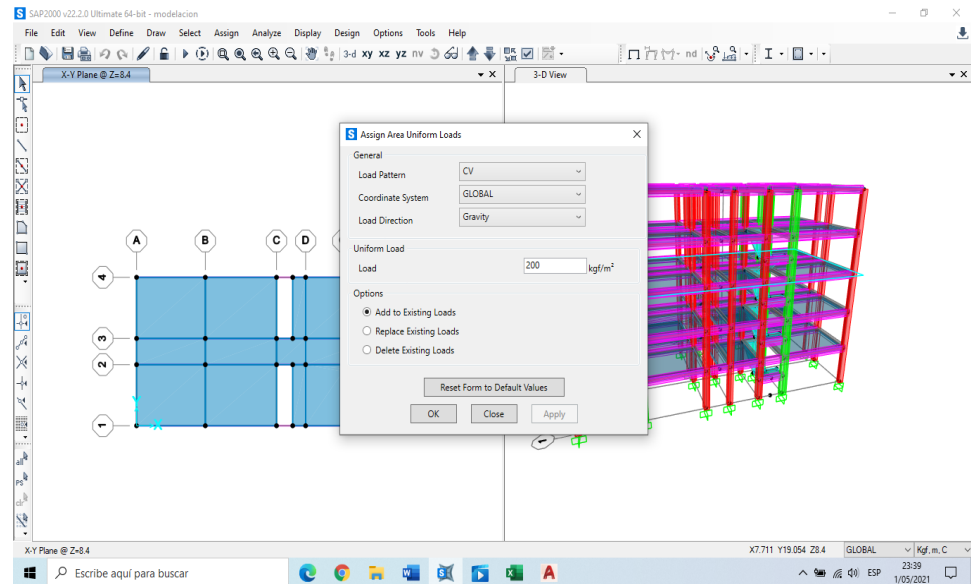 SAP2000 v22.2.0 Ultimate 64-bit - modelacion
File Edit View Define Draw Select Assign Analyze Display Design Options Tools Help
3-d xy xz yz nv nd
X-Y Plane @ Z=8.4
3-D View
Assign Area Uniform Loads
General
Load Pattern CV
Coordinate System GLOBAL
Load Direction Gravity
Uniform Load
Load 200 kgf/m²
Options
Add to Existing Loads
Replace Existing Loads
Delete Existing Loads
Reset Form to Default Values
OK Close Apply
A B C D
4
3
2
1
1
all
PS
clr
X-Y Plane @ Z=8.4 X7.711 Y19.054 Z8.4 GLOBAL Kgf, m, C
Escribe aquí para buscar
ESP
23:39
1/05/2021